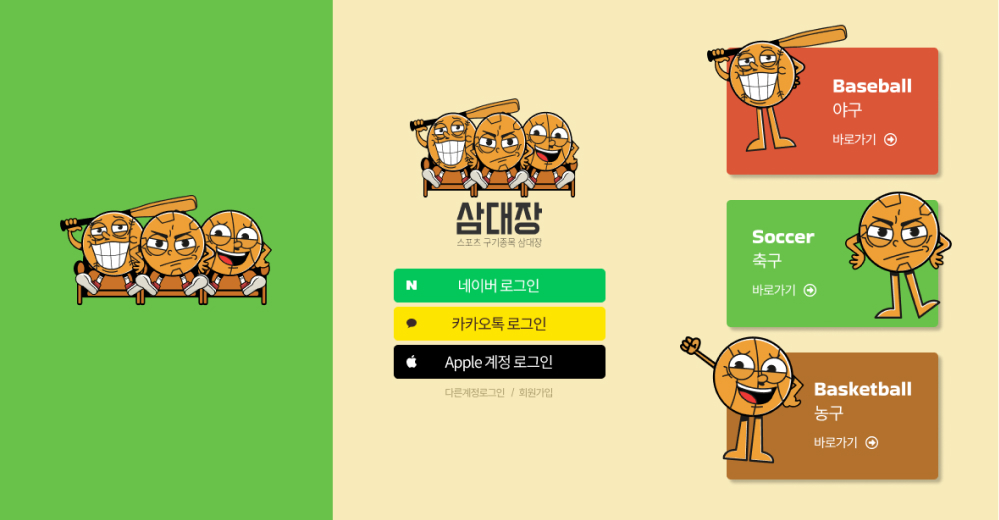 삼대장
스포츠 구기종목 삼대장
N 네이버 로그인
카카오톡 로그인
Apple 계정 로그인
다른계정로그인 / 회원가입
Baseball
야구
바로가기
Soccer
축구
바로가기
Basketball
농구
바로가기